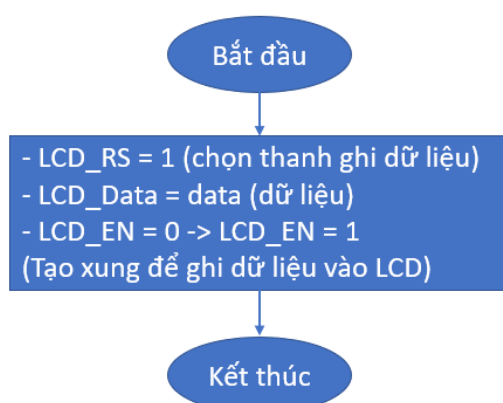 Bắt đầu
- LCD_RS = 1 (chọn thanh ghi dữ liệu)
- LCD_Data = data (dữ liệu)
- LCD_EN = 0 -> LCD_EN = 1
(Tạo xung để ghi dữ liệu vào LCD)
Kết thúc